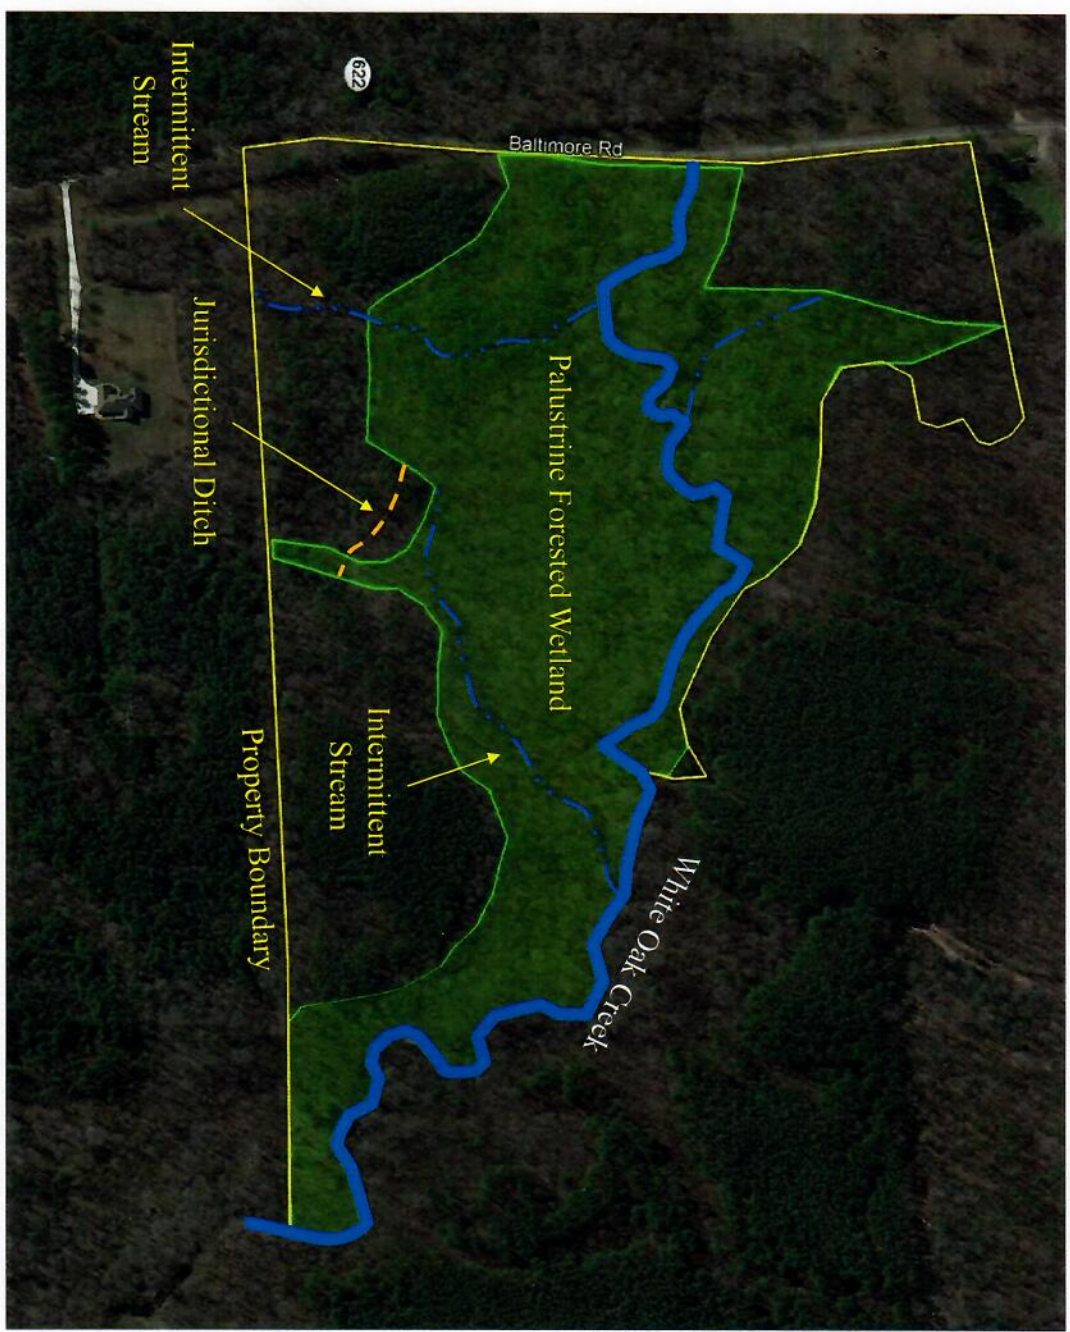 622
Baltimore Rd
Intermittent
Stream
White Oak Creek
Palustrine Forested Wetland
Intermittent
Stream
Jurisdictional Ditch
Property Boundary